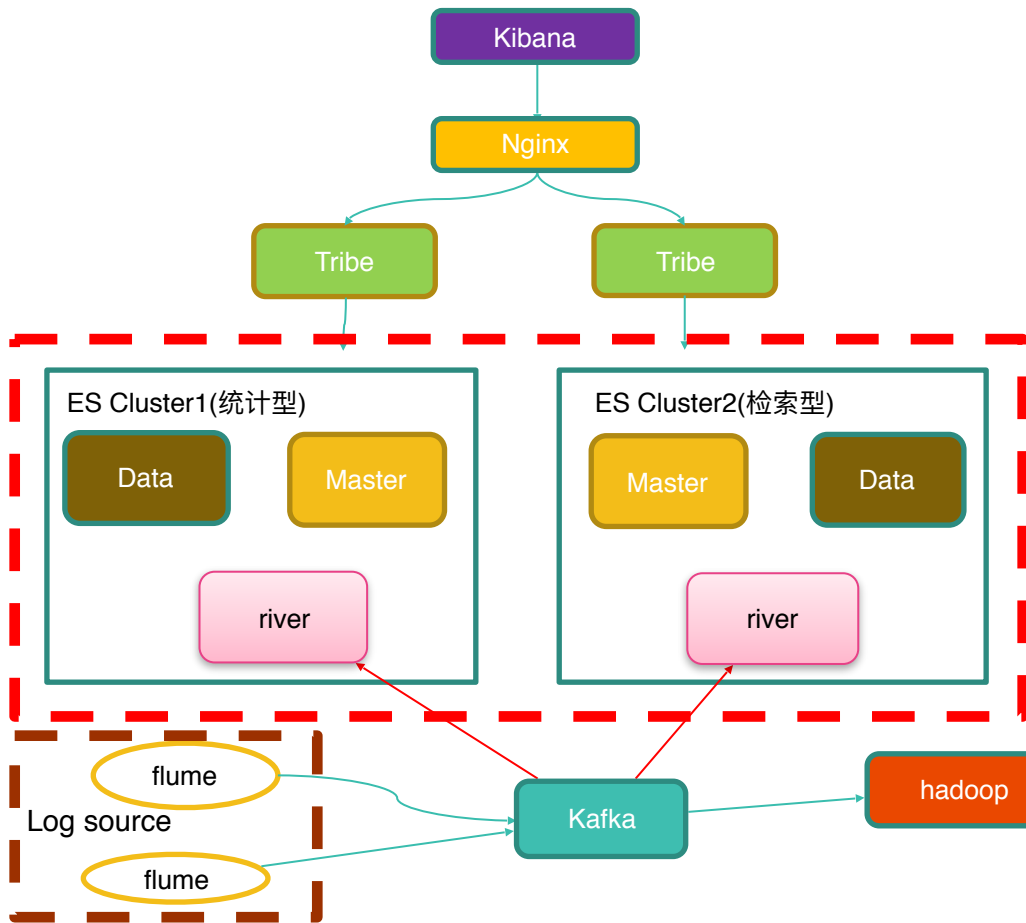 Kibana
Nginx
Tribe
Tribe
ES Cluster1(统计型)
ES Cluster2(检索型)
Data
Master
Master
Data
river
river
flume
Log source
flume
Kafka
hadoop